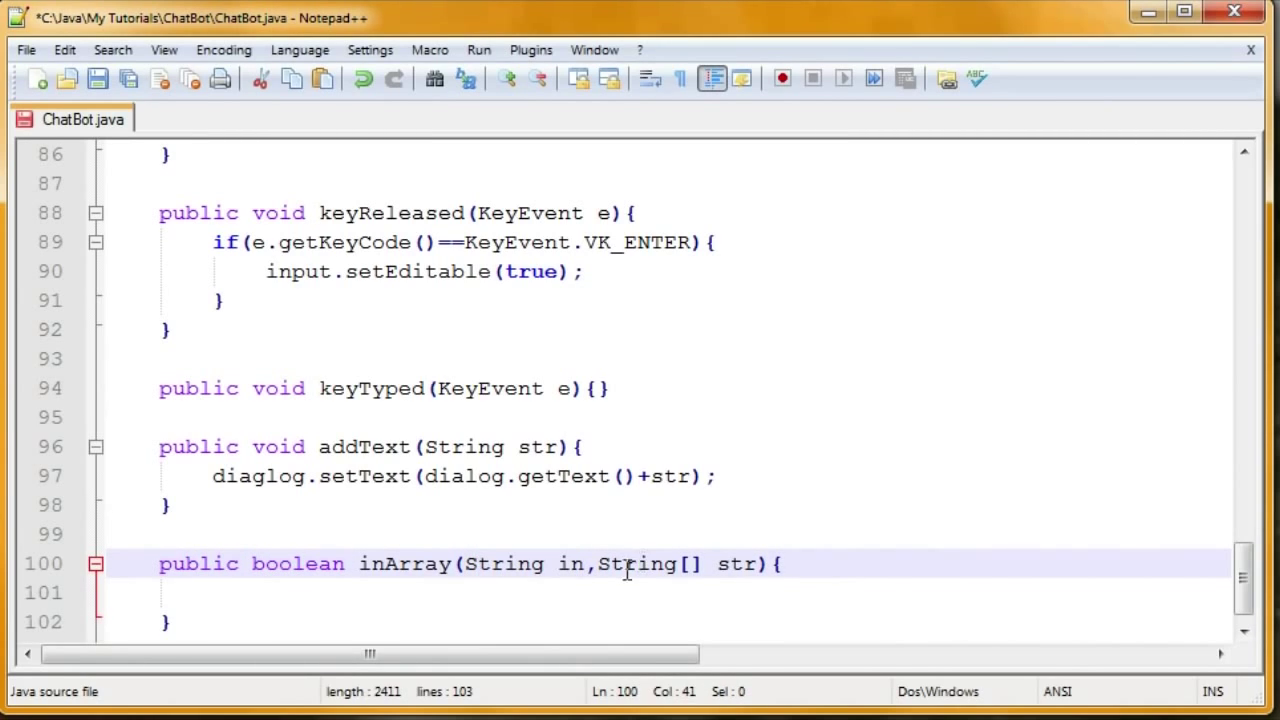 *C:\Java\My Tutorials\ChatBot\ChatBot.java - Notepad++
File Edit Search View Encoding Language Settings Macro Run Plugins Window ? X
ABC
ChatBot.java
86 }
87
88 public void keyReleased(KeyEvent e){
89 if(e.getKeyCode()==KeyEvent.VK_ENTER){
90 input.setEditable(true);
91 }
92 }
93
94 public void keyTyped(KeyEvent e){}
95
96 public void addText(String str){
97 diaglog.setText(dialog.getText()+str);
98 }
99
100 public boolean inArray(String in,String[] str){
101
102 }
Java source file length : 2411 lines : 103 Ln : 100 Col : 41 Sel : 0 Dos\Windows ANSI INS